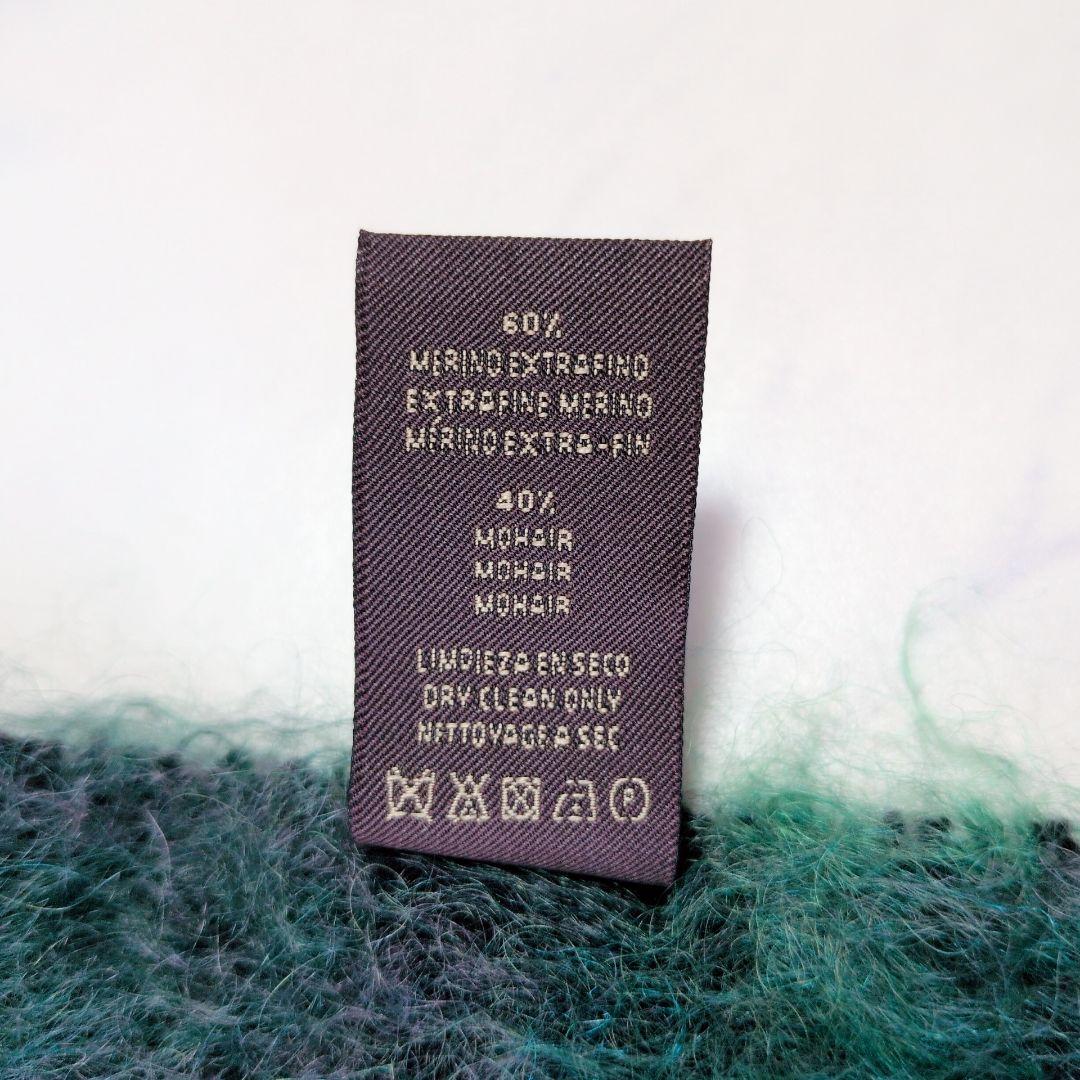 60%
MERINO EXTRAFINO
EXTRAFINE MERINO
MÉRINO EXTRA-FIN
40%
MOHAIR
MOHAIR
MOHAIR
LIMPIEZA EN SECO
DRY CLEAN ONLY
NETTOYAGE A SEC
P